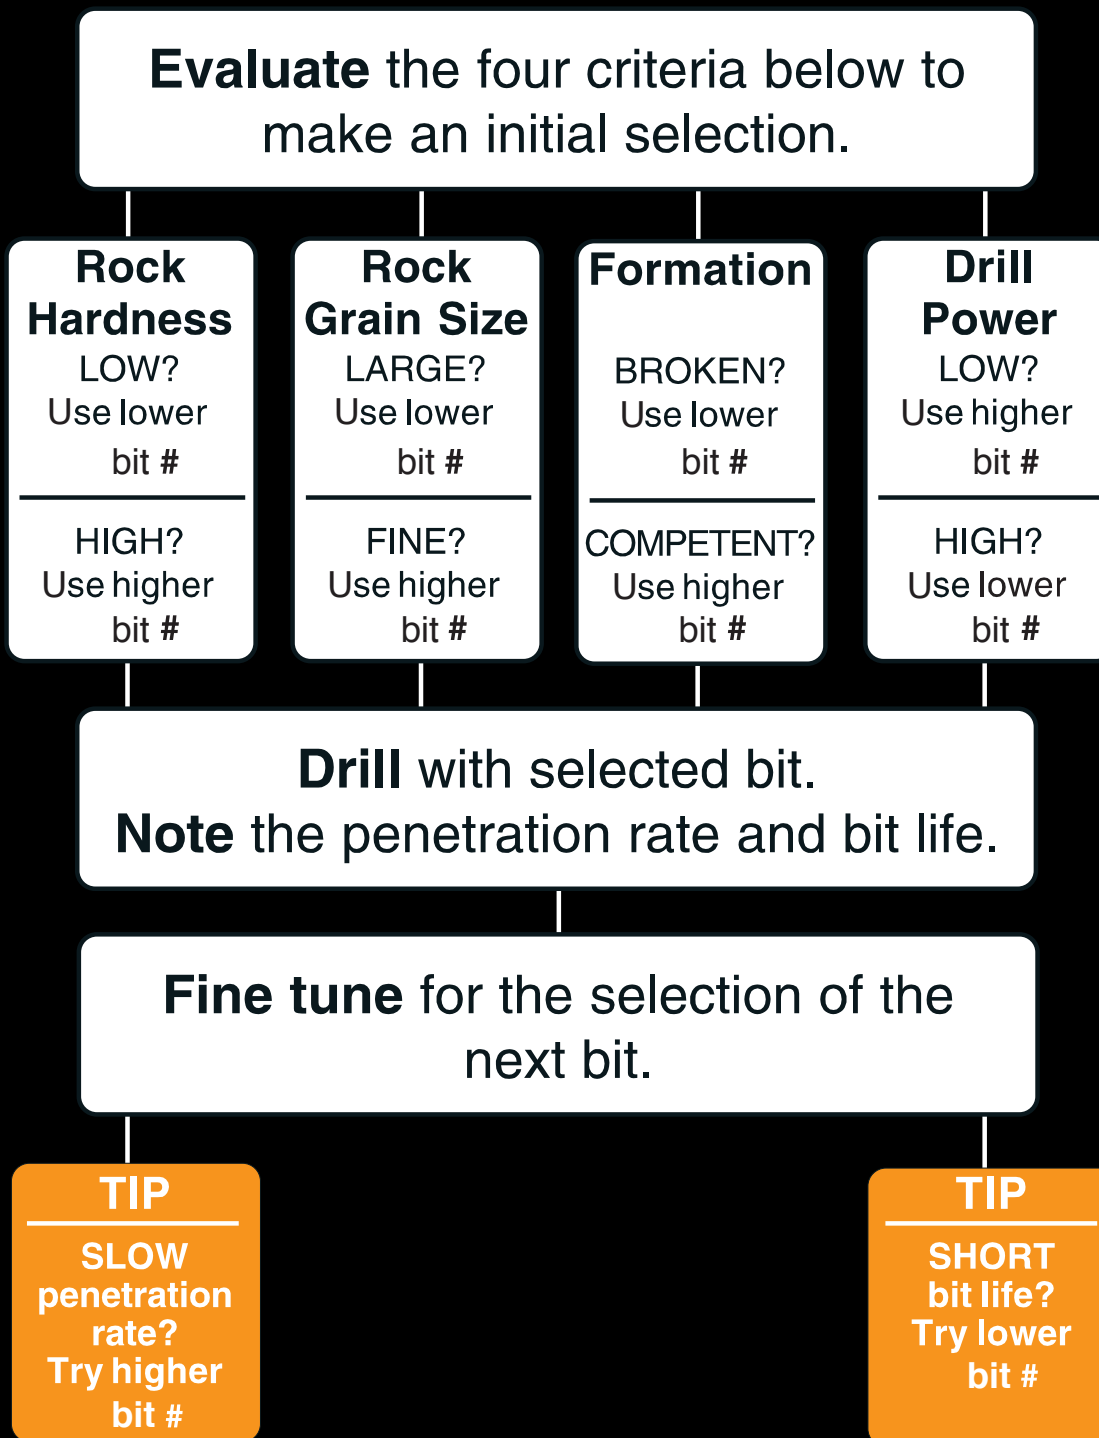 Evaluate the four criteria below to
make an initial selection.
Rock
Hardness
LOW?
Use lower
bit #
HIGH?
Use higher
bit #
Rock
Grain Size
LARGE?
Use lower
bit #
FINE?
Use higher
bit #
Formation
BROKEN?
Use lower
bit #
COMPETENT?
Use higher
bit #
Drill
Power
LOW?
Use higher
bit #
HIGH?
Use lower
bit #
Drill with selected bit.
Note the penetration rate and bit life.
Fine tune for the selection of the
next bit.
TIP
SLOW
penetration
rate?
Try higher
bit #
TIP
SHORT
bit life?
Try lower
bit #